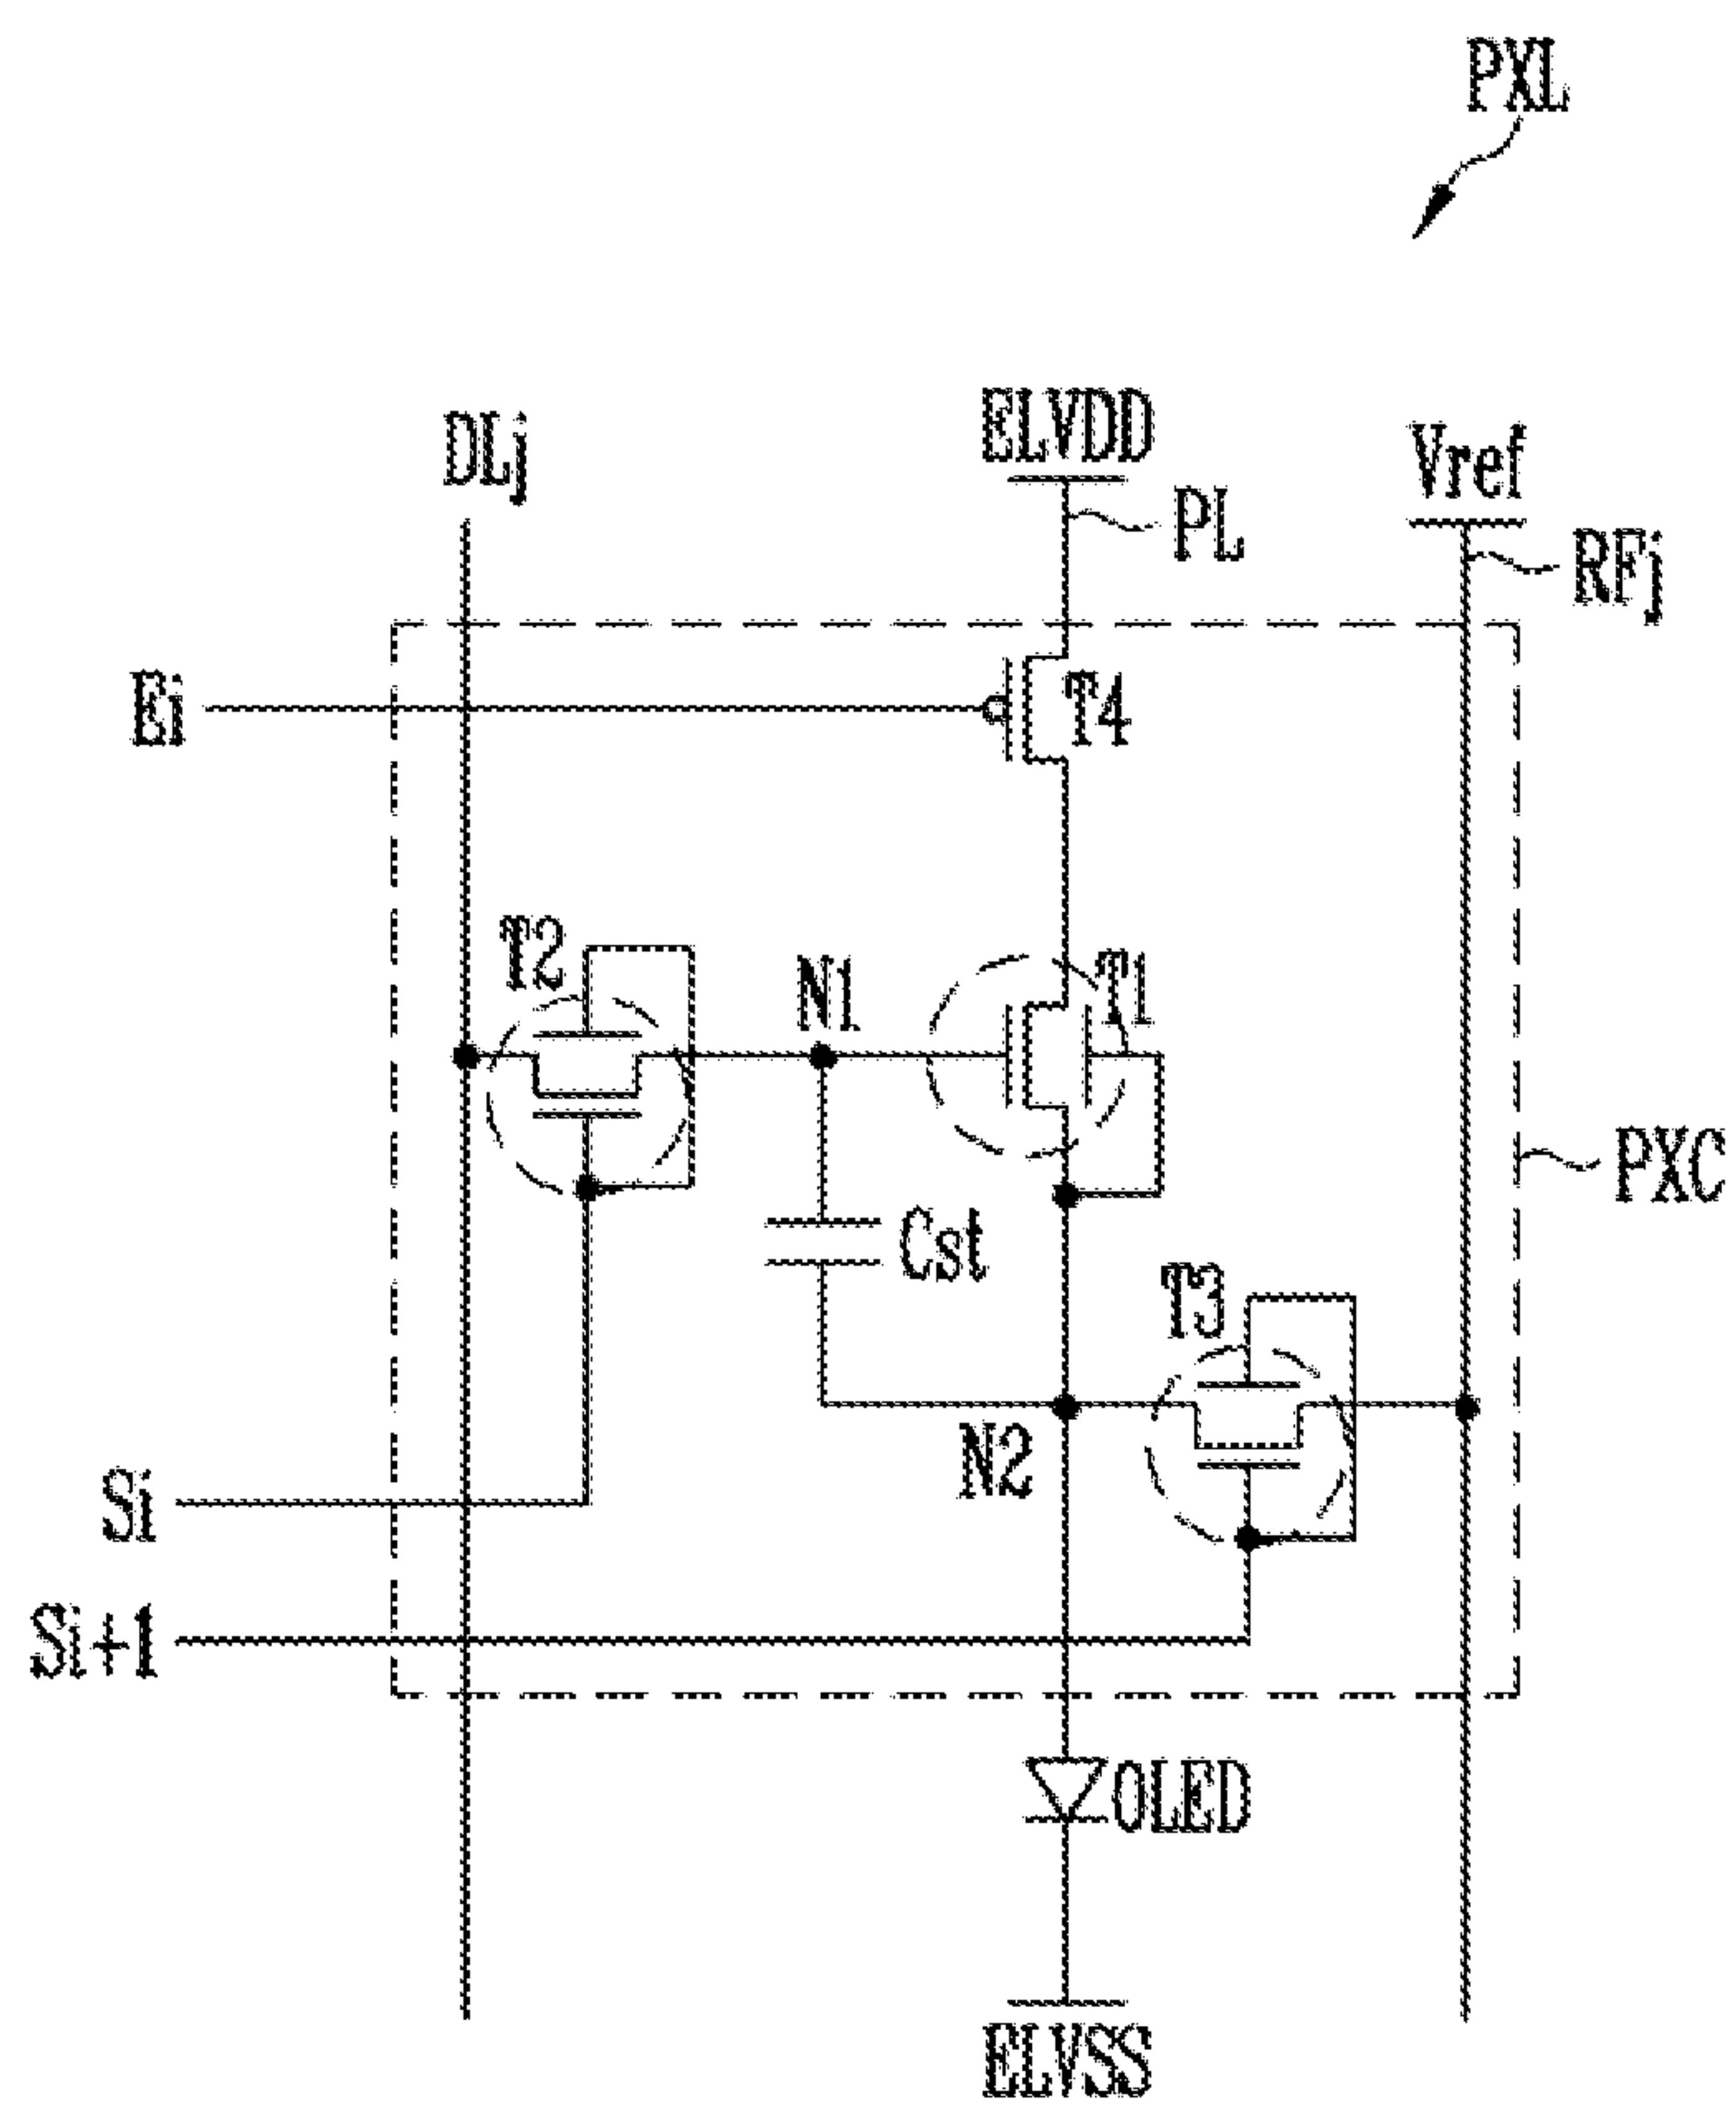 PXL
DLj
ELVDD
Vref
PL
RFj
Ei
T4
T2
N1
T1
PXC
Cst
T3
N2
Si
Si+1
OLED
ELVSS